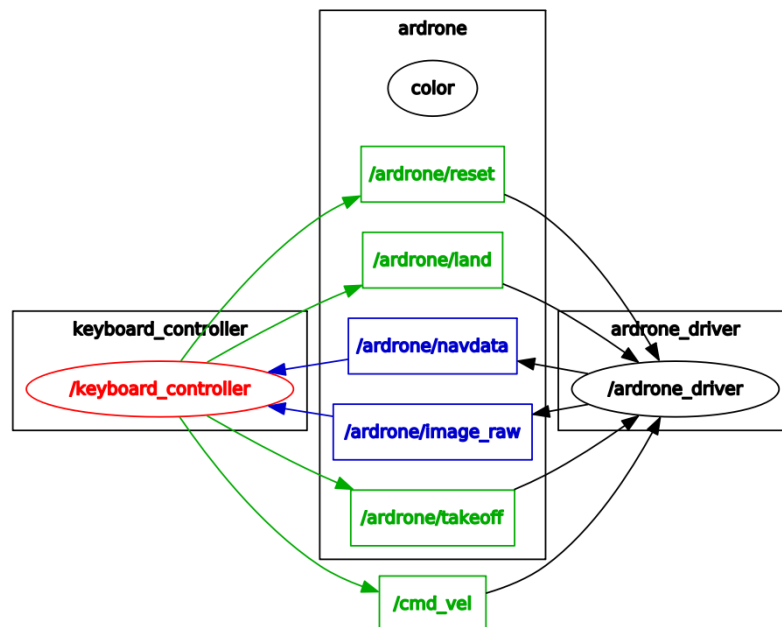 ardrone
color
/ardrone/reset
/ardrone/land
keyboard_controller
ardrone_driver
/ardrone/navdata
/keyboard_controller
/ardrone_driver
/ardrone/image_raw
/ardrone/takeoff
/cmd_vel